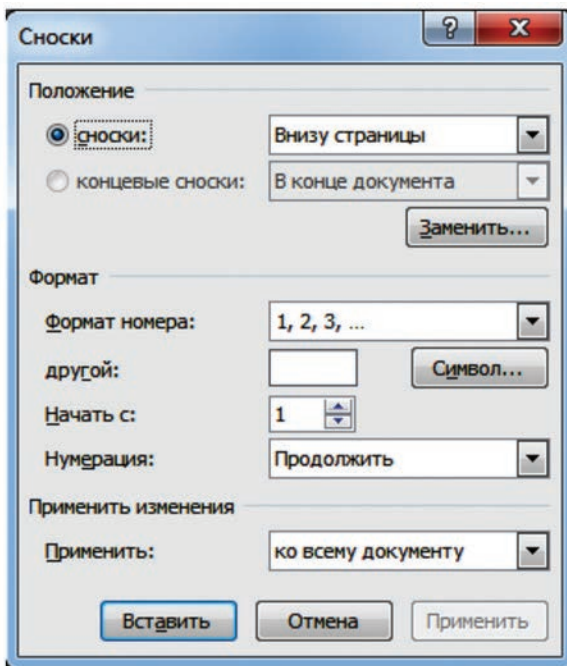 Сноски
Положение
сноски: Внизу страницы
концевые сноски: В конце документа
Заменить...
Формат
Формат номера: 1, 2, 3, ...
другой: Символ...
Начать с: 1
Нумерация: Продолжить
Применить изменения
Применить: ко всему документу
Вставить Отмена Применить